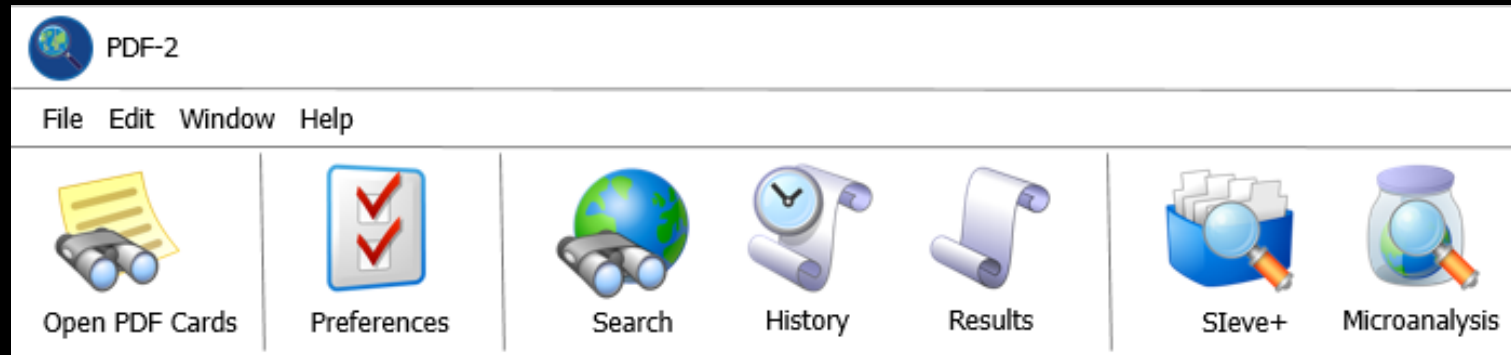 PDF-2
File Edit Window Help
Open PDF Cards Preferences Search History Results SIeve+ Microanalysis